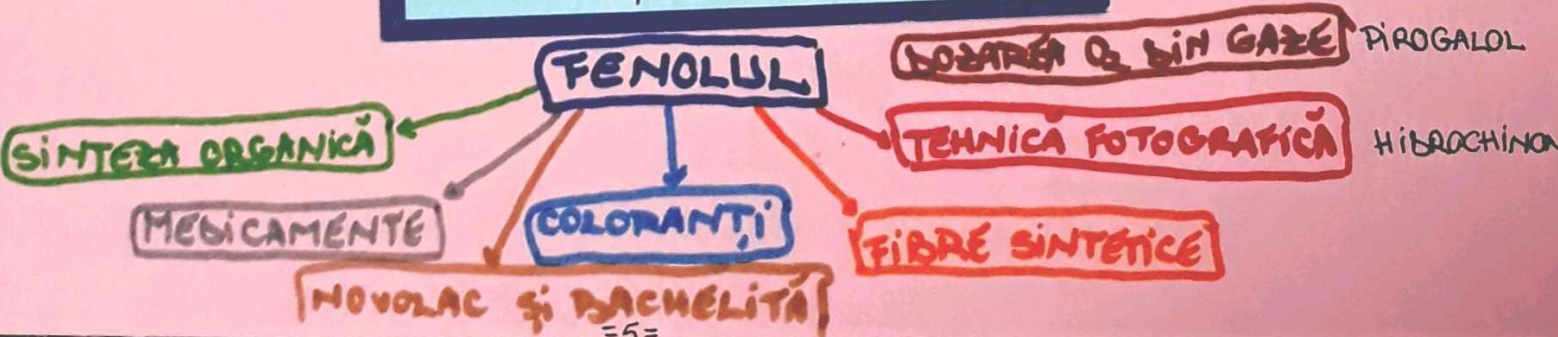 FENOLUL
DOZAREA O₂ DIN GAZE PIROGALOL
SINTEZA ORGANICĂ
TEHNICĂ FOTOGRAFICĂ HIDROCHINON
MEDICAMENTE
COLORANȚI
FIBRE SINTETICE
NOVOLAC și BACHELITĂ
=5=